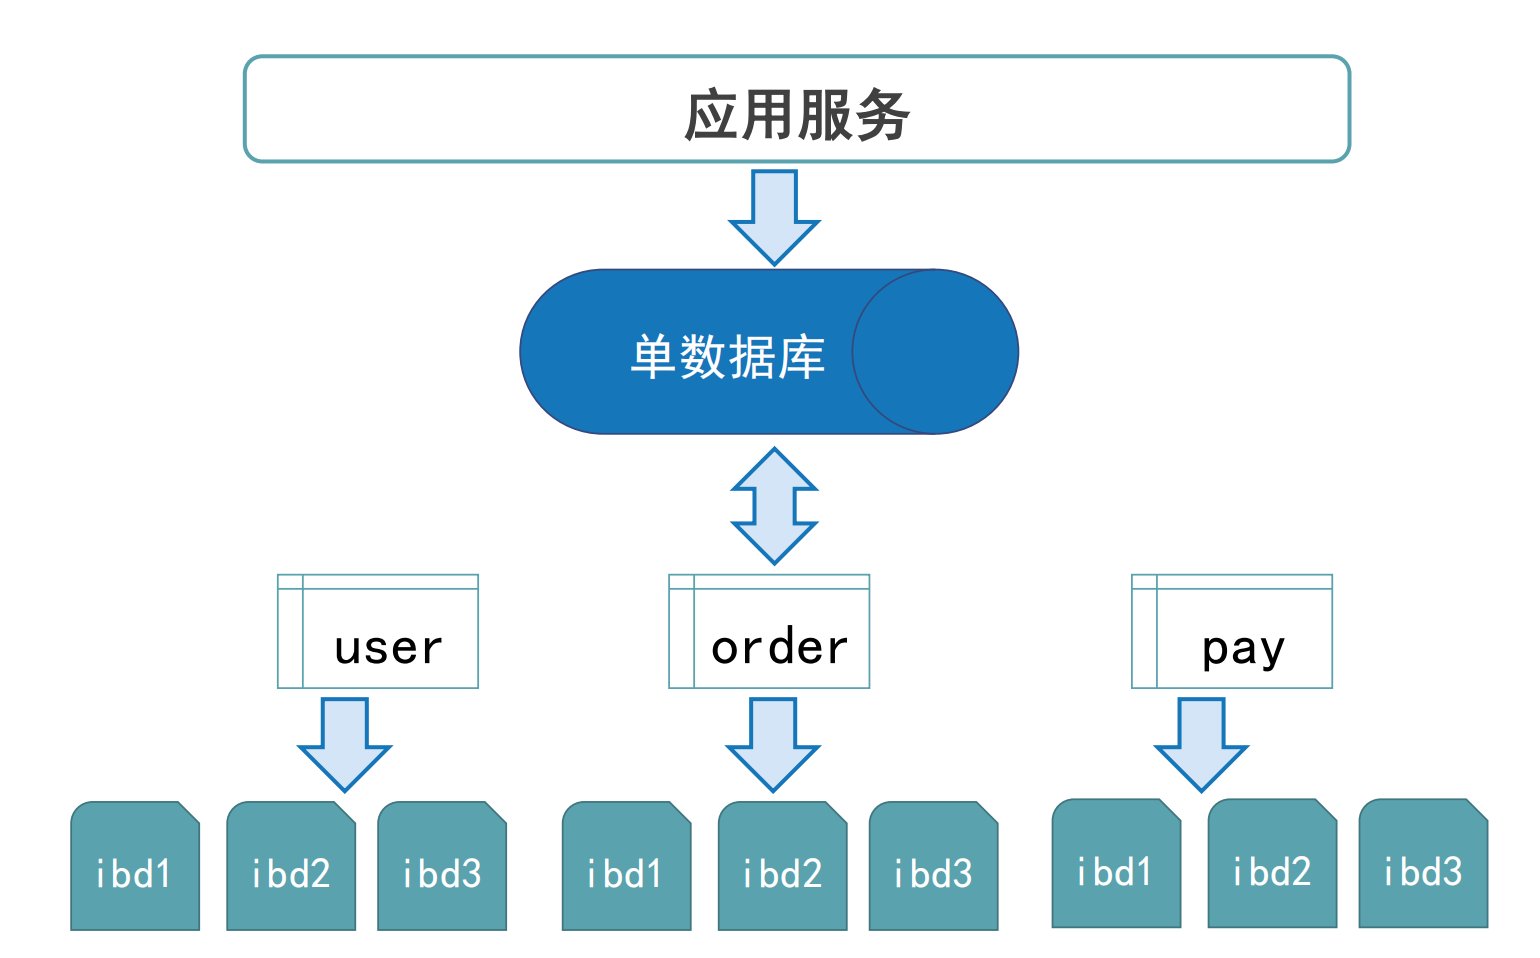 应用服务
单数据库
user
order
pay
ibd1
ibd2
ibd3
ibd1
ibd2
ibd3
ibd1
ibd2
ibd3